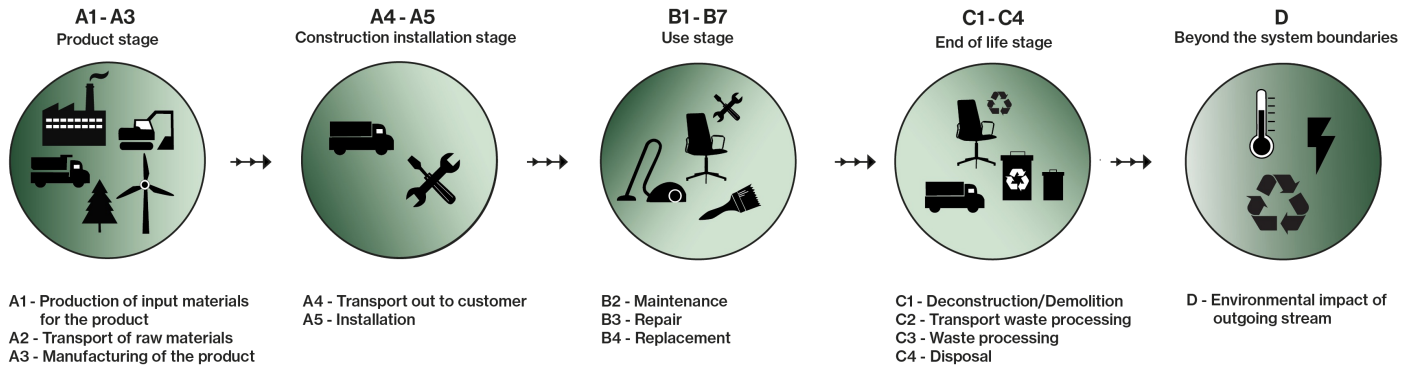 A1 - A3
Product stage
A4 - A5
Construction installation stage
B1 - B7
Use stage
C1 - C4
End of life stage
D
Beyond the system boundaries
A1 - Production of input materials
for the product
A2 - Transport of raw materials
A3 - Manufacturing of the product
A4 - Transport out to customer
A5 - Installation
B2 - Maintenance
B3 - Repair
B4 - Replacement
C1 - Deconstruction/Demolition
C2 - Transport waste processing
C3 - Waste processing
C4 - Disposal
D - Environmental impact of
outgoing stream